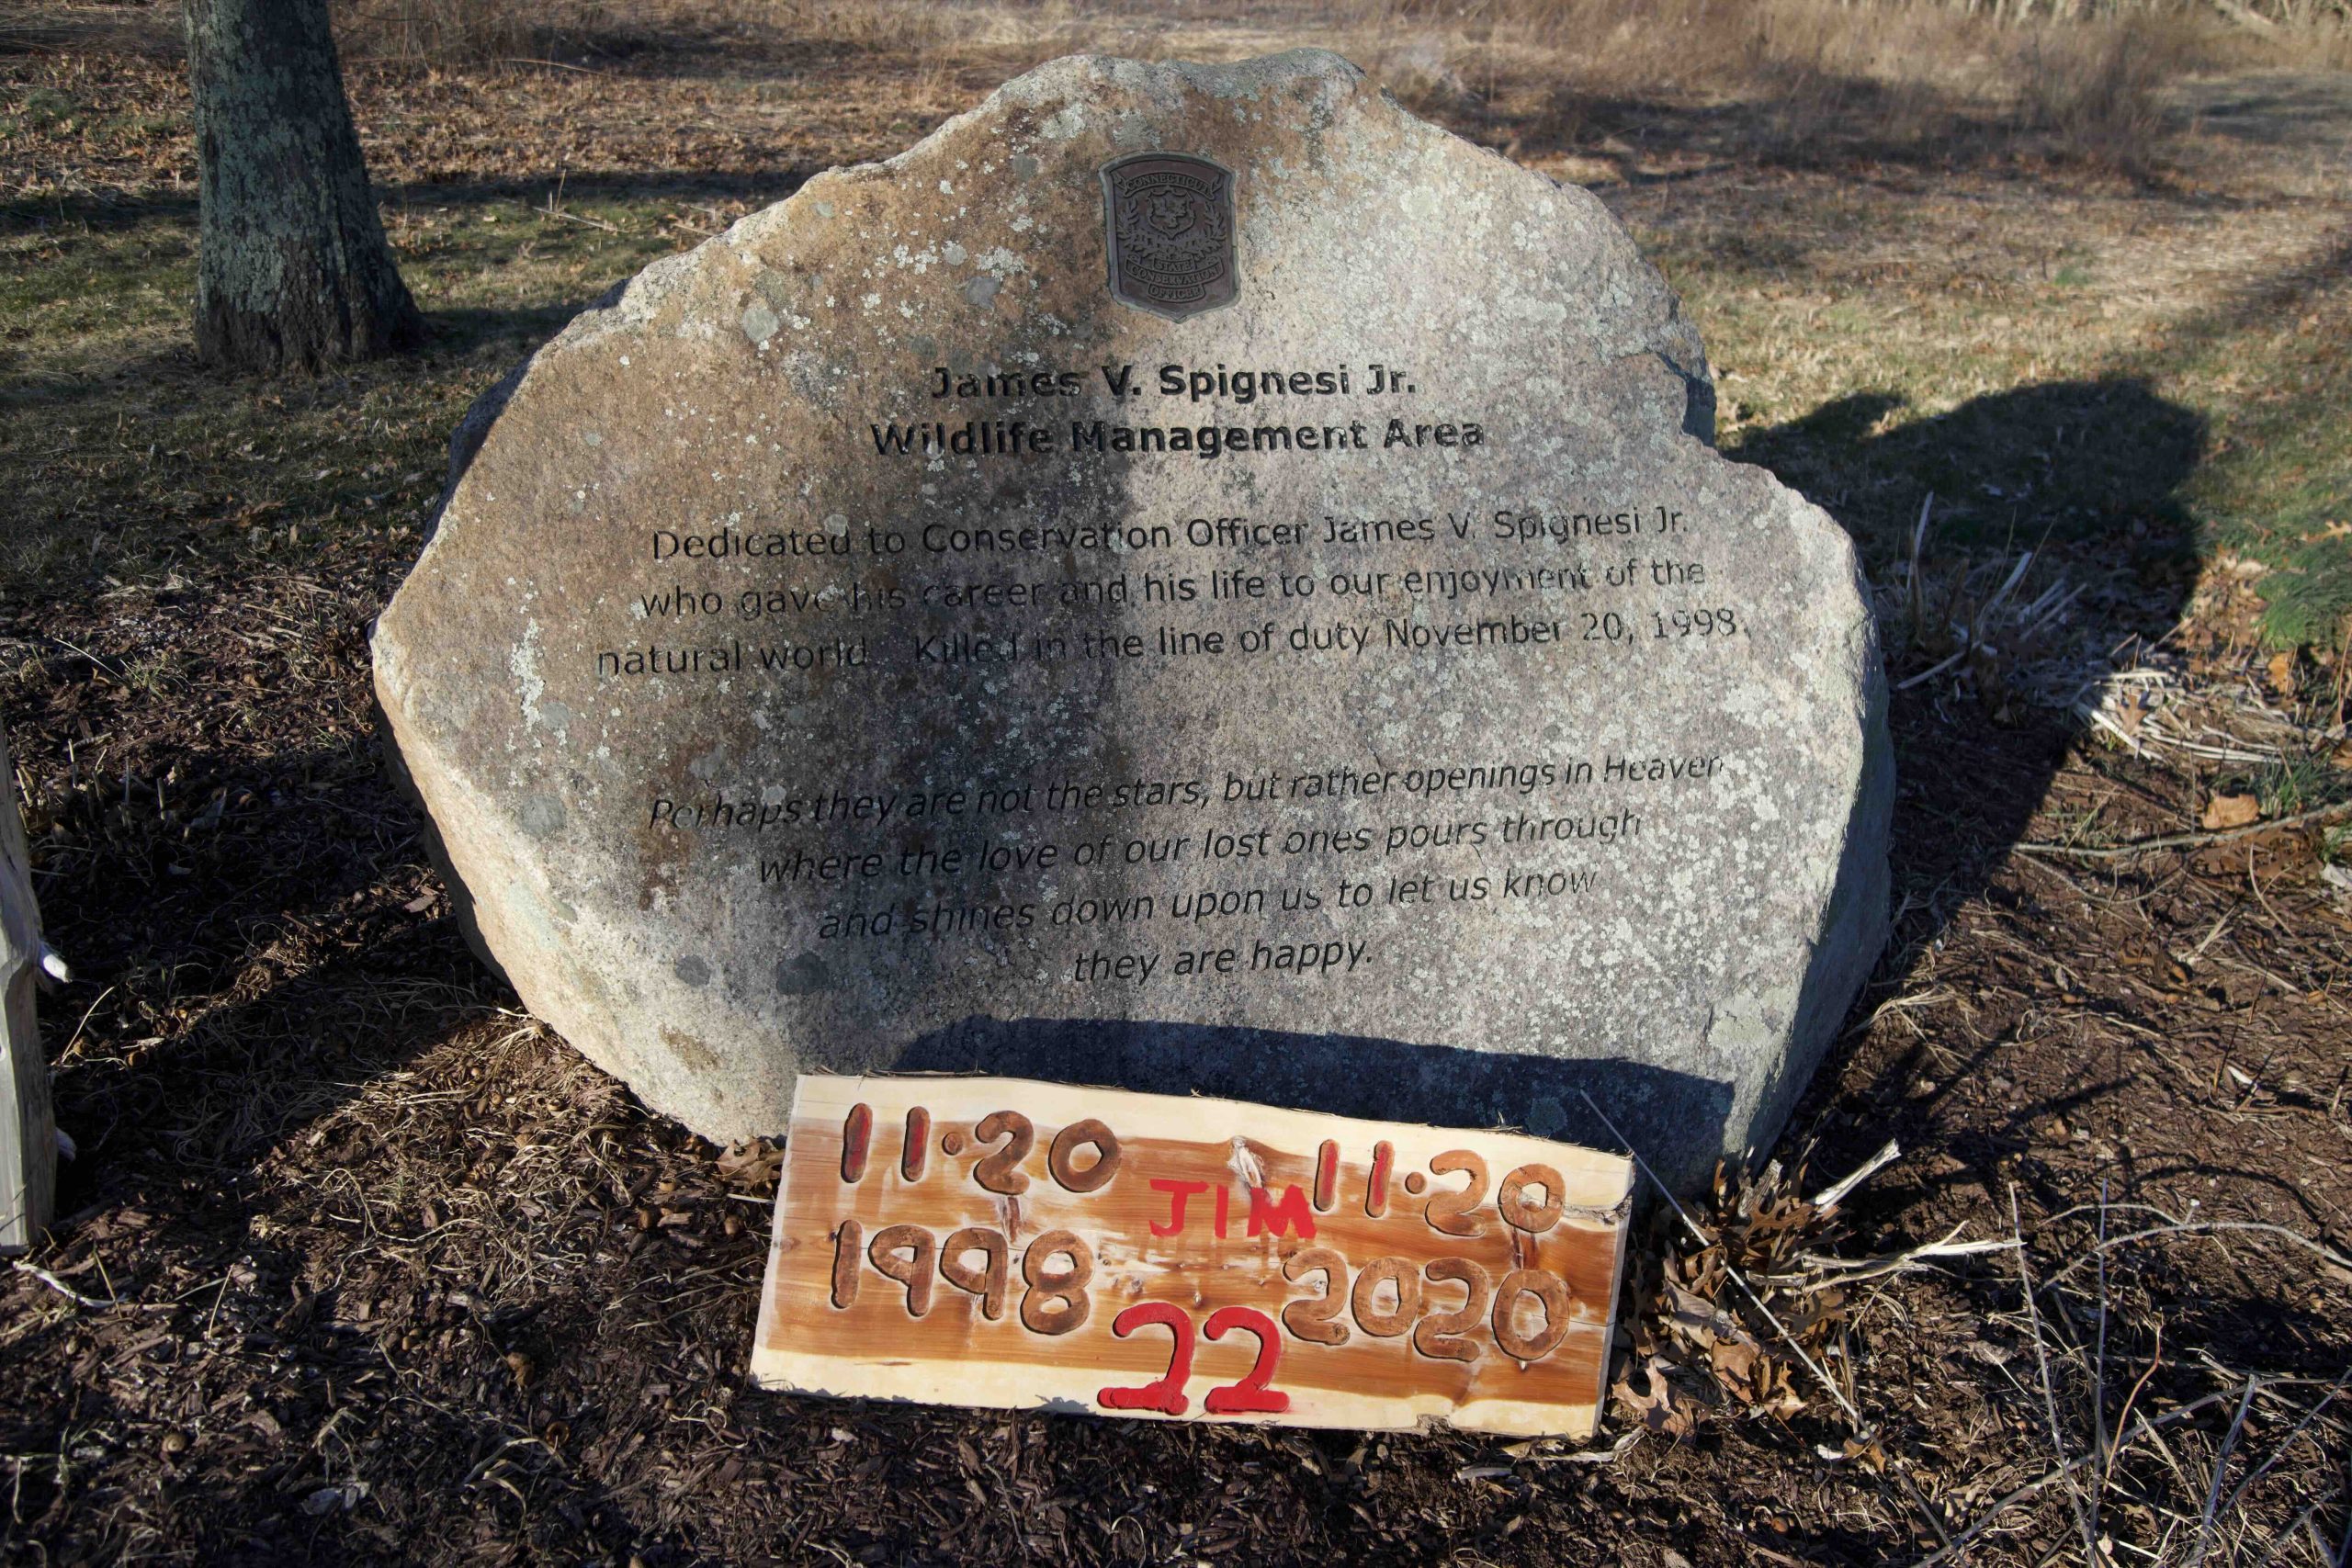 CONNECTICUT
STATE
CONSERVATION
OFFICER
James V. Spignesi Jr.
Wildlife Management Area
Dedicated to Conservation Officer James V. Spignesi Jr.
who gave his career and his life to our enjoyment of the
natural world. Killed in the line of duty November 20, 1998.
Perhaps they are not the stars, but rather openings in Heaven
where the love of our lost ones pours through
and shines down upon us to let us know
they are happy.
11·20 JIM 11·20
1998 22 2020